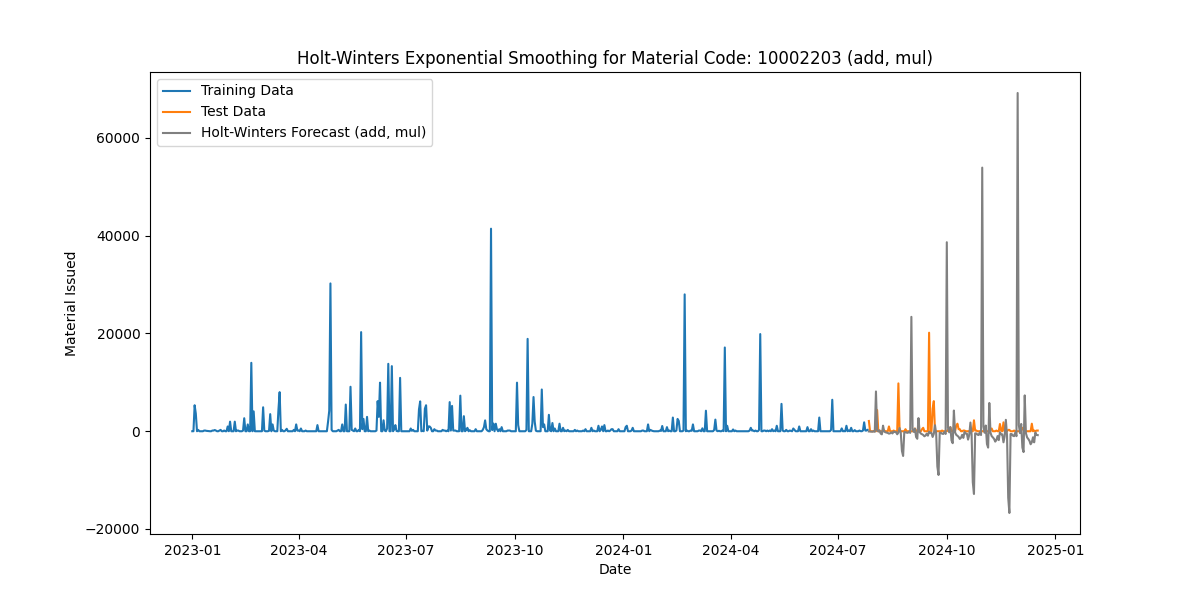 Holt-Winters Exponential Smoothing for Material Code: 10002203 (add, mul)
Training Data
Test Data
Holt-Winters Forecast (add, mul)
60000
40000
20000
0
−20000
Material Issued
2023-01 2023-04 2023-07 2023-10 2024-01 2024-04 2024-07 2024-10 2025-01
Date